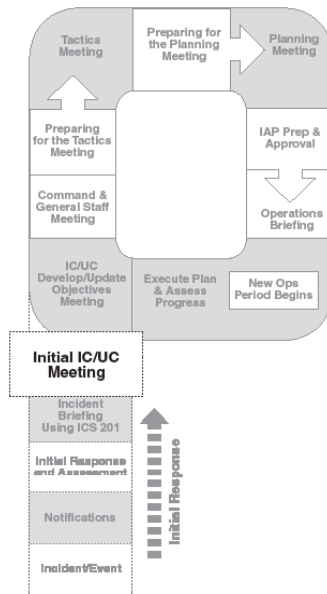 Tactics
Meeting
Preparing for
the Planning
Meeting
Planning
Meeting
Preparing
for the Tactics
Meeting
IAP Prep &
Approval
Command &
General Staff
Meeting
Operations
Briefing
IC/UC
Develop/Update
Objectives
Meeting
Execute Plan
& Assess
Progress
New Ops
Period Begins
Initial IC/UC
Meeting
Incident
Briefing
Using ICS 201
Initial Response
and Assessment
Notifications
Incident/Event
Initial Response